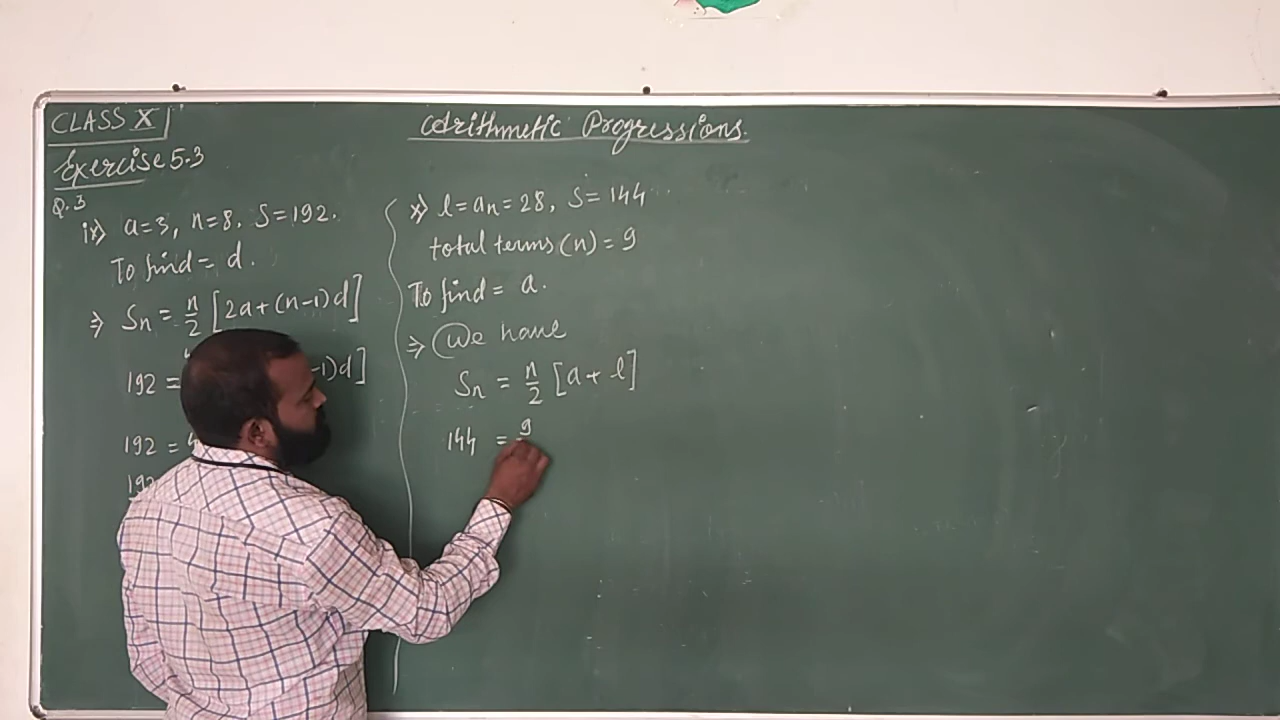 CLASS X
Arithmetic Progressions.
Exercise 5.3
Q.3
ix) a=3, n=8, S=192.
To find = d.
⇒ Sn = n/2 [2a+(n-1)d]
192 = -1)d]
192 =
192
x) l=an=28, S=144
total terms (n) = 9
To find = a.
⇒ We have
Sn = n/2 [a+l]
144 = 9